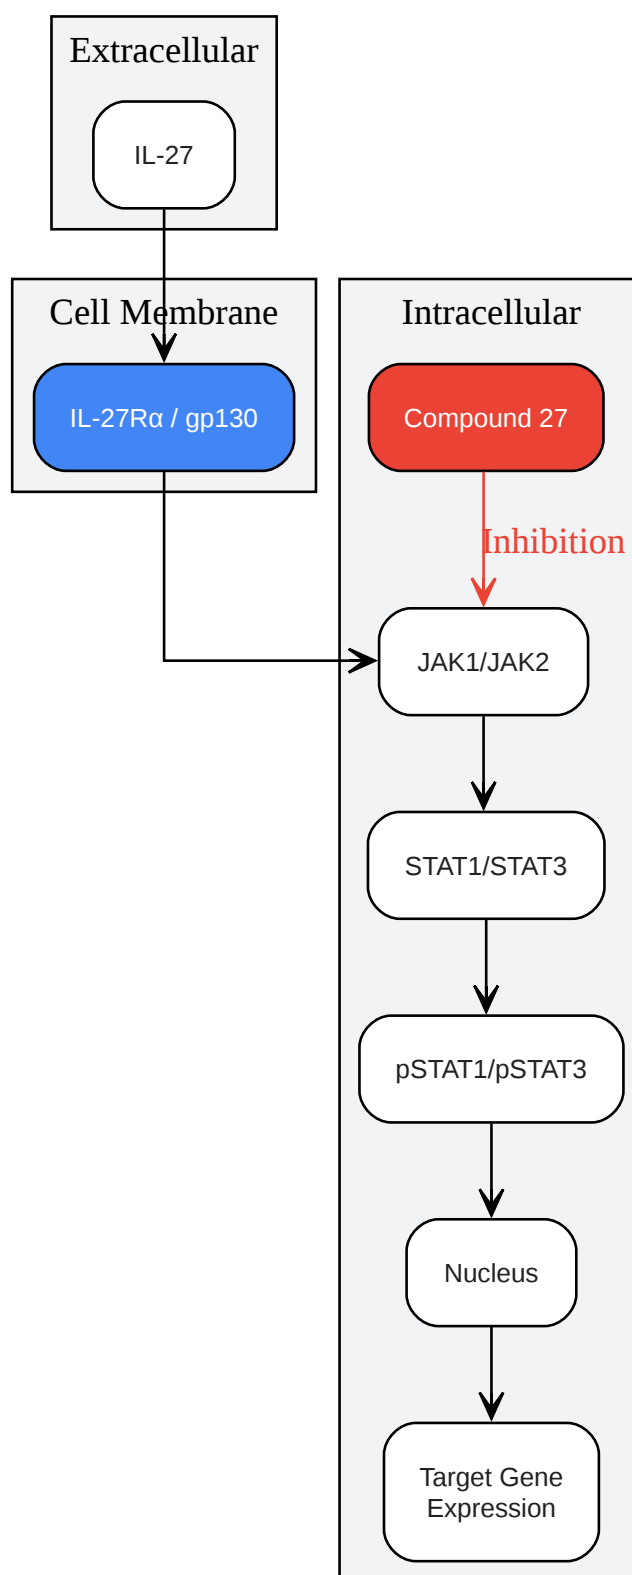 Extracellular
IL-27
Cell Membrane
IL-27Rα / gp130
Intracellular
Compound 27
Inhibition
JAK1/JAK2
STAT1/STAT3
pSTAT1/pSTAT3
Nucleus
Target Gene
Expression